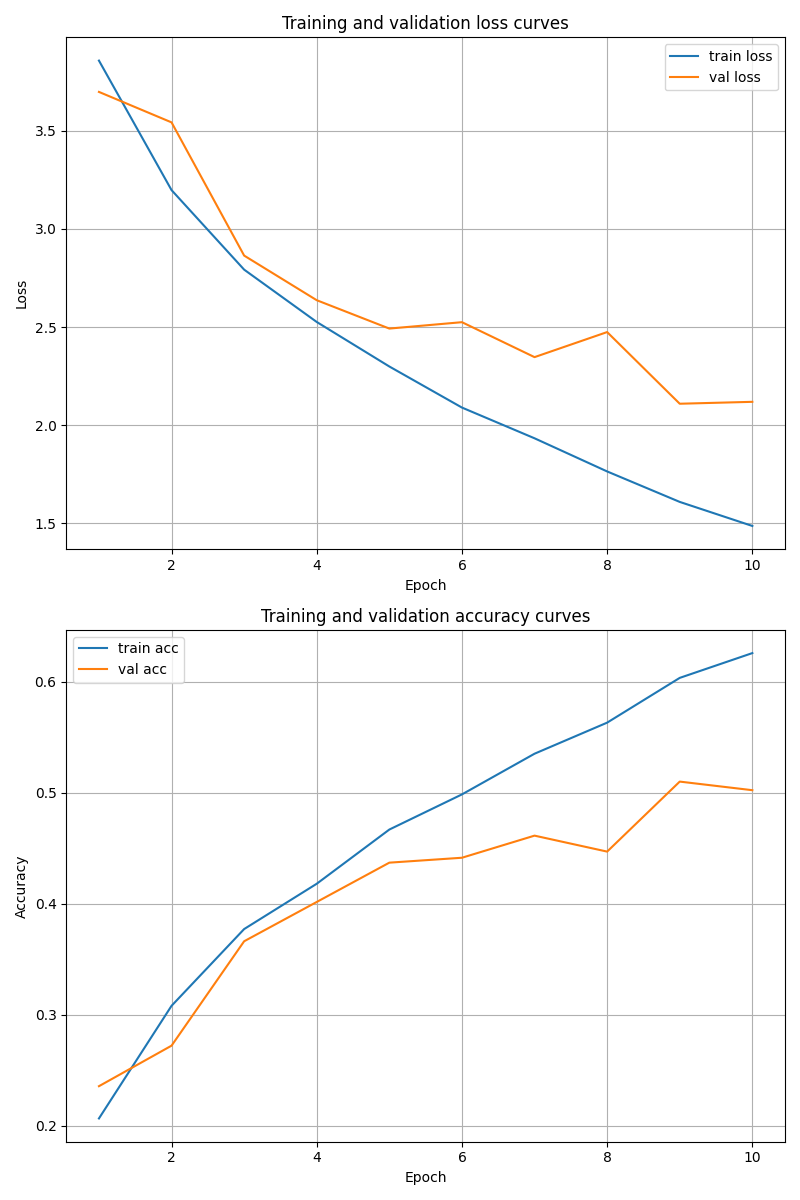 Training and validation loss curves
train loss
val loss
3.5
3.0
2.5
2.0
1.5
Loss
2 4 6 8 10
Epoch
Training and validation accuracy curves
train acc
val acc
0.6
0.5
0.4
0.3
0.2
Accuracy
2 4 6 8 10
Epoch